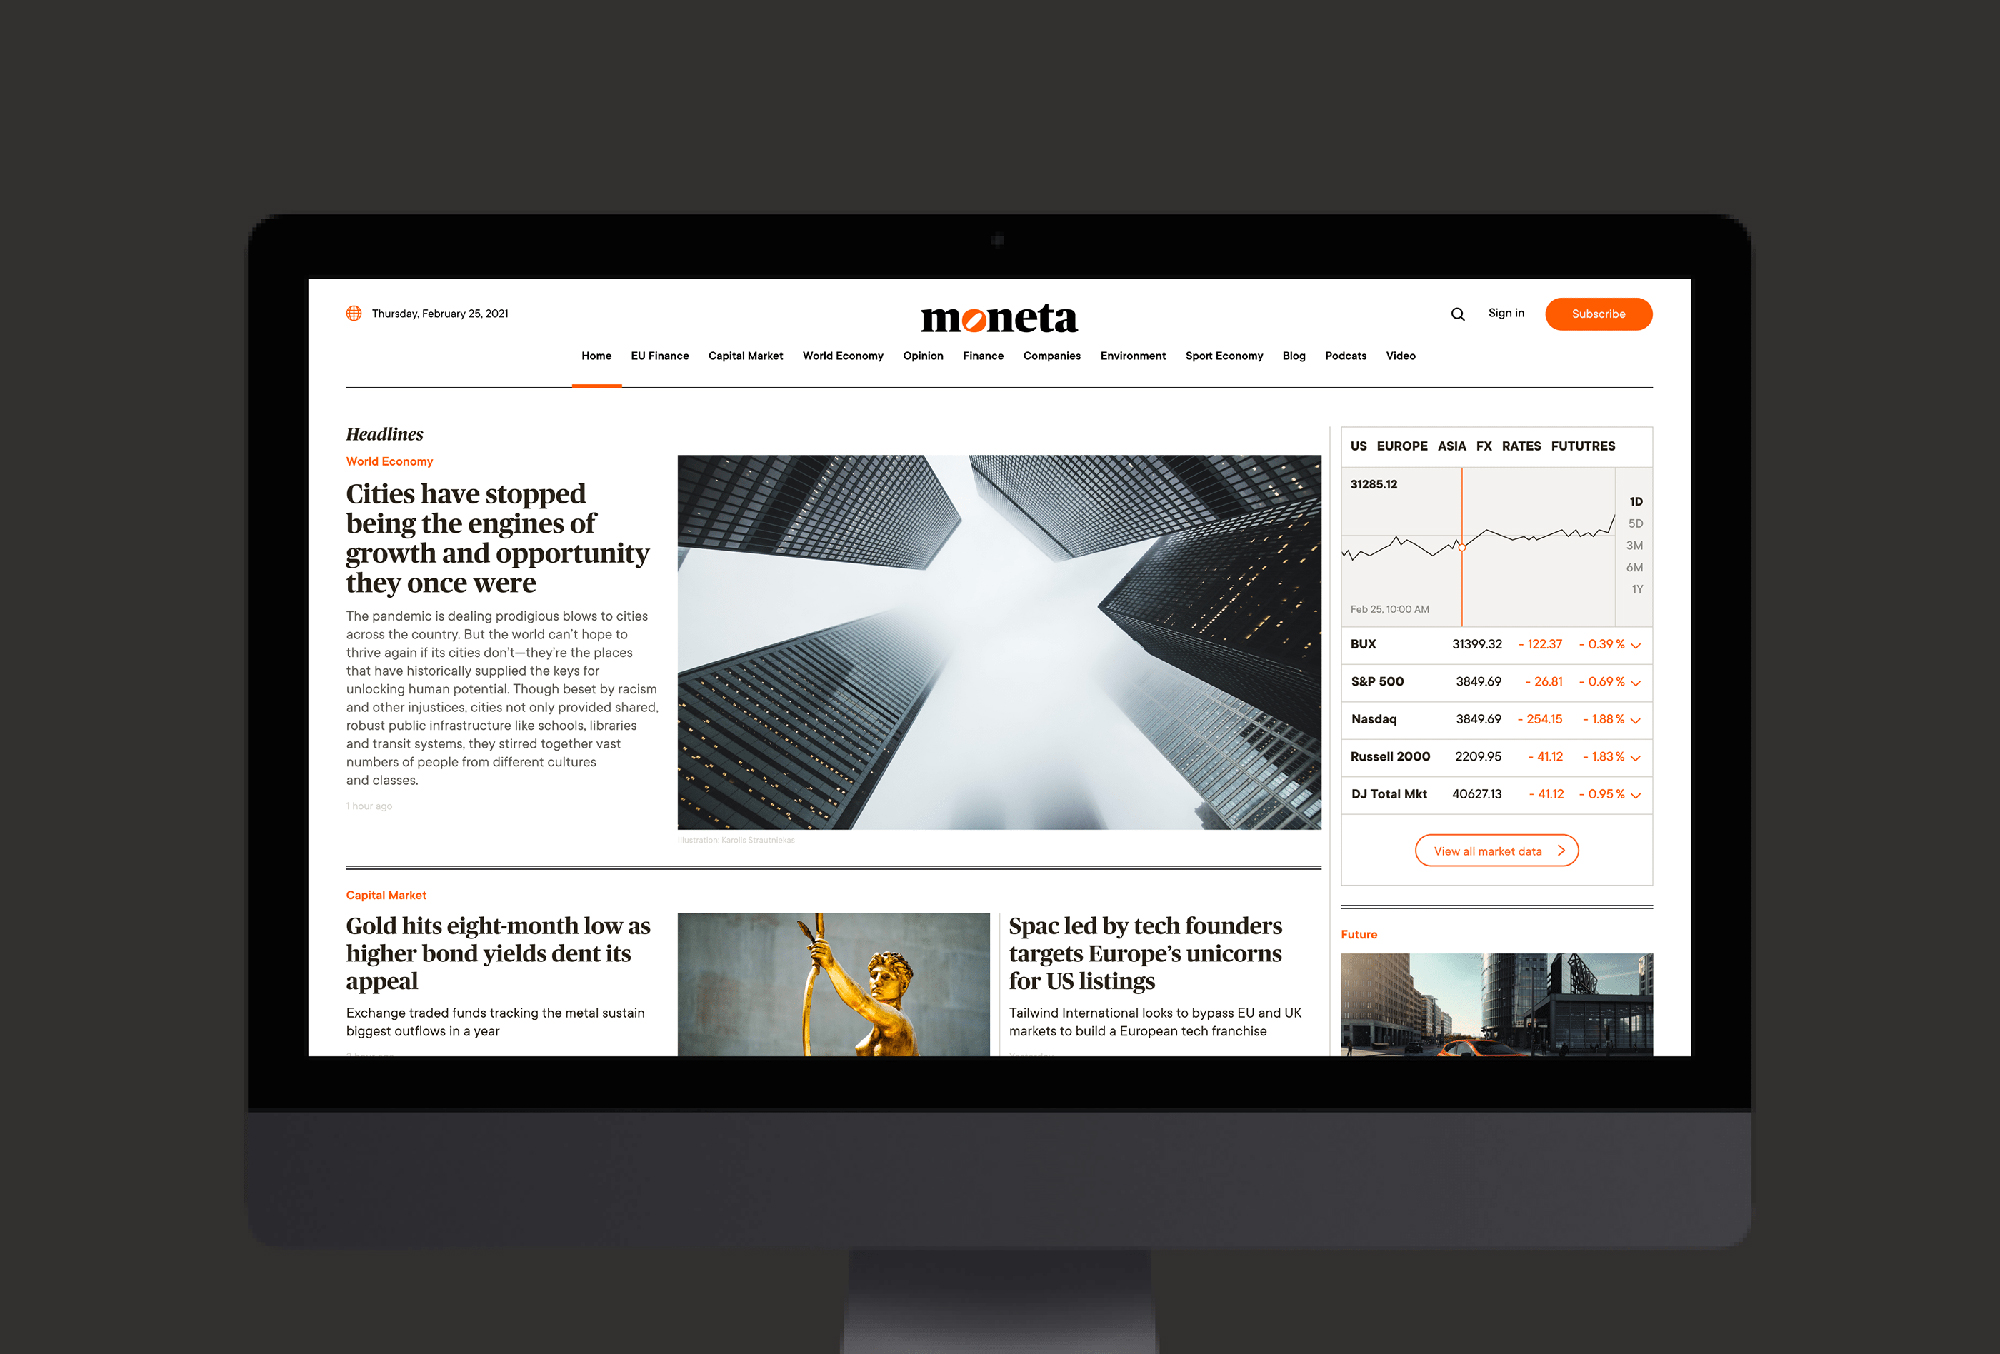 Thursday, February 25, 2021
moneta
Sign in
Subscribe
Home EU Finance Capital Market World Economy Opinion Finance Companies Environment Sport Economy Blog Podcats Video
Headlines
World Economy
Cities have stopped
being the engines of
growth and opportunity
they once were
The pandemic is dealing prodigious blows to cities
across the country. But the world can't hope to
thrive again if its cities don't—they're the places
that have historically supplied the keys for
unlocking human potential. Though beset by racism
and other injustices, cities not only provided shared,
robust public infrastructure like schools, libraries
and transit systems, they stirred together vast
numbers of people from different cultures
and classes.
1 hour ago
Illustration: Karolis Strautniekas
US EUROPE ASIA FX RATES FUTUTRES
31285.12
1D
5D
3M
6M
1Y
Feb 25, 10:00 AM
BUX 31399.32 - 122.37 - 0.39 %
S&P 500 3849.69 - 26.81 - 0.69 %
Nasdaq 3849.69 - 254.15 - 1.88 %
Russell 2000 2209.95 - 41.12 - 1.83 %
DJ Total Mkt 40627.13 - 41.12 - 0.95 %
View all market data
Capital Market
Gold hits eight-month low as
higher bond yields dent its
appeal
Exchange traded funds tracking the metal sustain
biggest outflows in a year
Spac led by tech founders
targets Europe's unicorns
for US listings
Tailwind International looks to bypass EU and UK
markets to build a European tech franchise
Future